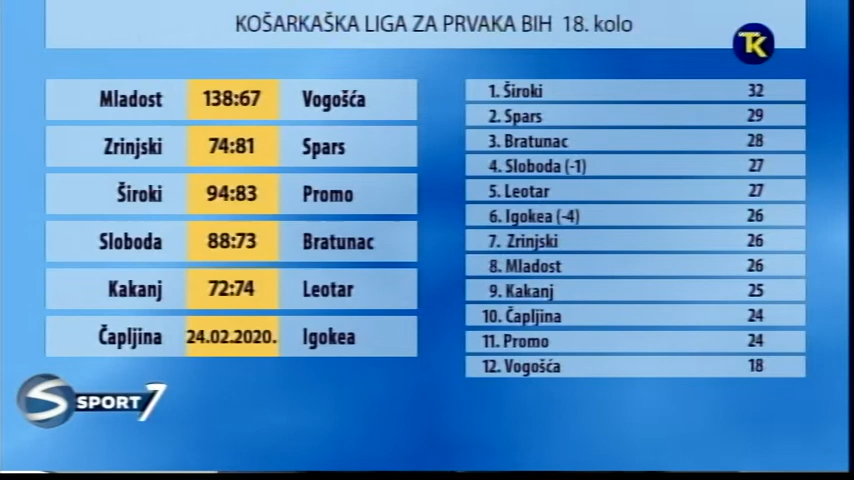 KOŠARKAŠKA LIGA ZA PRVAKA BIH 18. kolo
TK
Mladost 138:67 Vogošća
Zrinjski 74:81 Spars
Široki 94:83 Promo
Sloboda 88:73 Bratunac
Kakanj 72:74 Leotar
Čapljina 24.02.2020. Igokea
1. Široki 32
2. Spars 29
3. Bratunac 28
4. Sloboda (-1) 27
5. Leotar 27
6. Igokea (-4) 26
7. Zrinjski 26
8. Mladost 26
9. Kakanj 25
10. Čapljina 24
11. Promo 24
12. Vogošća 18
S SPORT 7